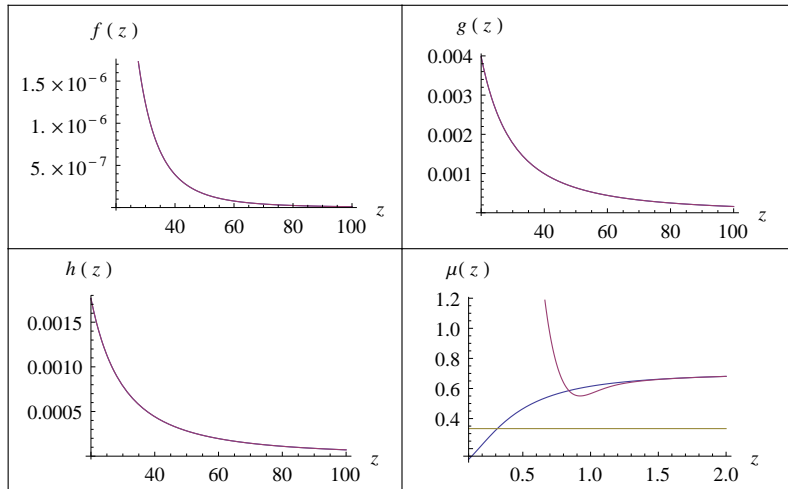 f (z)
1.5 × 10⁻⁶
1. × 10⁻⁶
5. × 10⁻⁷
40 60 80 100 z
g (z)
0.004
0.003
0.002
0.001
40 60 80 100 z
h (z)
0.0015
0.0010
0.0005
40 60 80 100 z
μ(z)
1.2
1.0
0.8
0.6
0.4
0.5 1.0 1.5 2.0 z